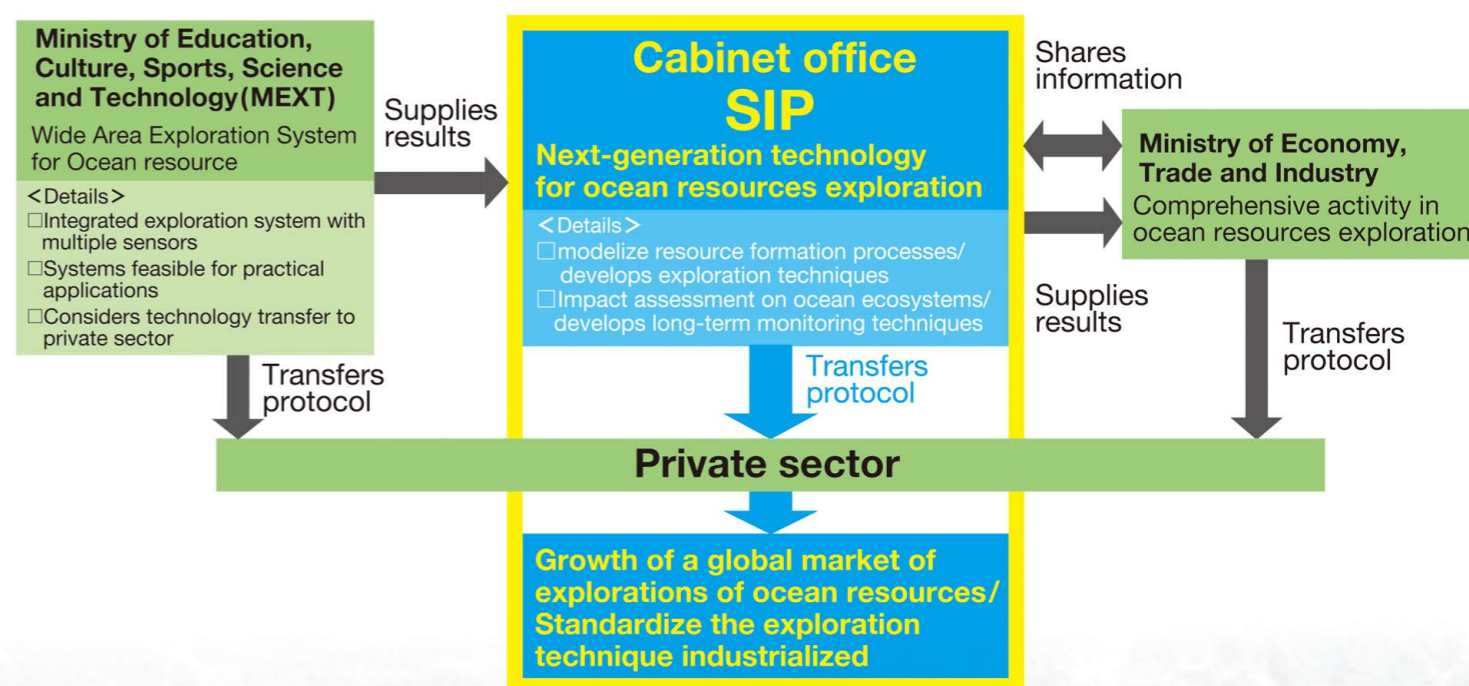 Ministry of Education,
Culture, Sports, Science
and Technology(MEXT)
Wide Area Exploration System
for Ocean resource
<Details>
□Integrated exploration system with
multiple sensors
□Systems feasible for practical
applications
□Considers technology transfer to
private sector
Supplies
results
Transfers
protocol
Cabinet office
SIP
Next-generation technology
for ocean resources exploration
<Details>
□modelize resource formation processes/
develops exploration techniques
□Impact assessment on ocean ecosystems/
develops long-term monitoring techniques
Transfers
protocol
Shares
information
Ministry of Economy,
Trade and Industry
Comprehensive activity in
ocean resources exploration
Supplies
results
Transfers
protocol
Private sector
Growth of a global market of
explorations of ocean resources/
Standardize the exploration
technique industrialized